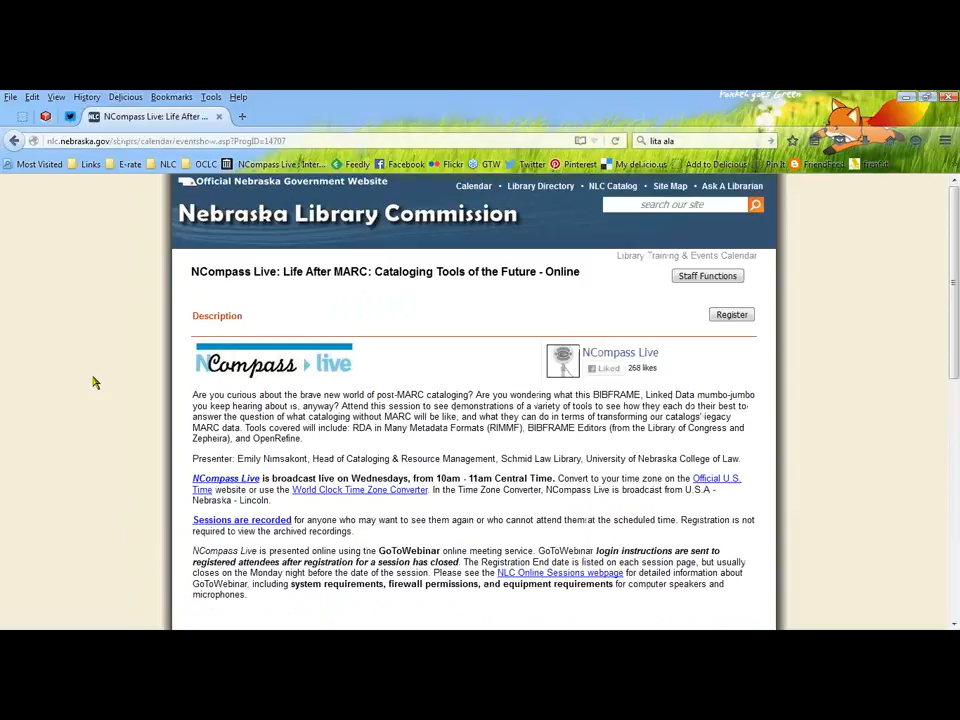 Foxkeh goes Green
File Edit View History Delicious Bookmarks Tools Help
NCompass Live: Life After ...
nlc.nebraska.gov/scripts/calendar/eventshow.asp?ProgID=14707
lita ala
Most Visited Links E-rate NLC OCLC NCompass Live: Inter... Feedly Facebook Flickr GTW Twitter Pinterest My del.icio.us Add to Delicious Pin It FriendFeed
Official Nebraska Government Website
Calendar • Library Directory • NLC Catalog • Site Map • Ask A Librarian
Nebraska Library Commission
search our site
Library Training & Events Calendar
NCompass Live: Life After MARC: Cataloging Tools of the Future - Online
Staff Functions
Description
Register
NCompass live
NCompass Live
Liked 268 likes
Are you curious about the brave new world of post-MARC cataloging? Are you wondering what this BIBFRAME, Linked Data mumbo-jumbo
you keep hearing about is, anyway? Attend this session to see demonstrations of a variety of tools to see how they each do their best to
answer the question of what cataloging without MARC will be like, and what they can do in terms of transforming our catalogs' legacy
MARC data. Tools covered will include: RDA in Many Metadata Formats (RIMMF), BIBFRAME Editors (from the Library of Congress and
Zepheira), and OpenRefine.
Presenter: Emily Nimsakont, Head of Cataloging & Resource Management, Schmid Law Library, University of Nebraska College of Law.
NCompass Live is broadcast live on Wednesdays, from 10am - 11am Central Time. Convert to your time zone on the Official U.S.
Time website or use the World Clock Time Zone Converter. In the Time Zone Converter, NCompass Live is broadcast from U.S.A -
Nebraska - Lincoln.
Sessions are recorded for anyone who may want to see them again or who cannot attend them at the scheduled time. Registration is not
required to view the archived recordings.
NCompass Live is presented online using the GoToWebinar online meeting service. GoToWebinar login instructions are sent to
registered attendees after registration for a session has closed. The Registration End date is listed on each session page, but usually
closes on the Monday night before the date of the session. Please see the NLC Online Sessions webpage for detailed information about
GoToWebinar, including system requirements, firewall permissions, and equipment requirements for computer speakers and
microphones.